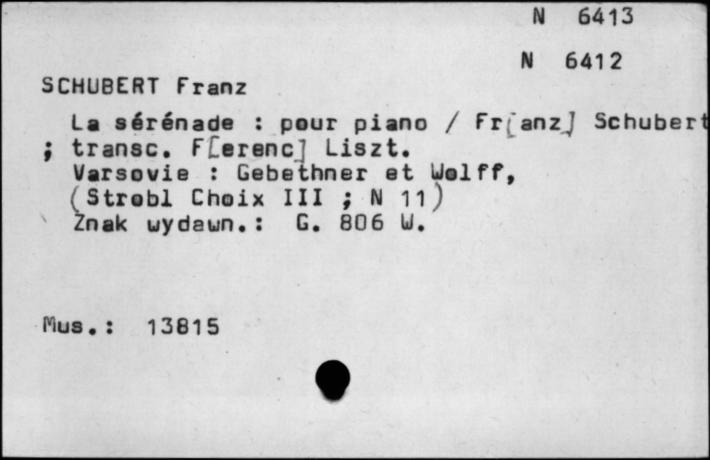 N 6413
N 6412
SCHUBERT Franz
La sérénade : pour piano / Fr[anz] Schubert
; transc. F[erenc] Liszt.
Varsovie : Gebethner et Wolff,
(Strobl Choix III ; N 11)
Znak wydawn.: G. 806 W.
Mus.: 13815